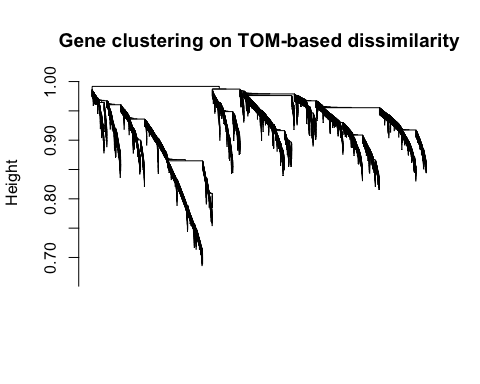 Gene clustering on TOM-based dissimilarity
Height
1.00
0.90
0.80
0.70